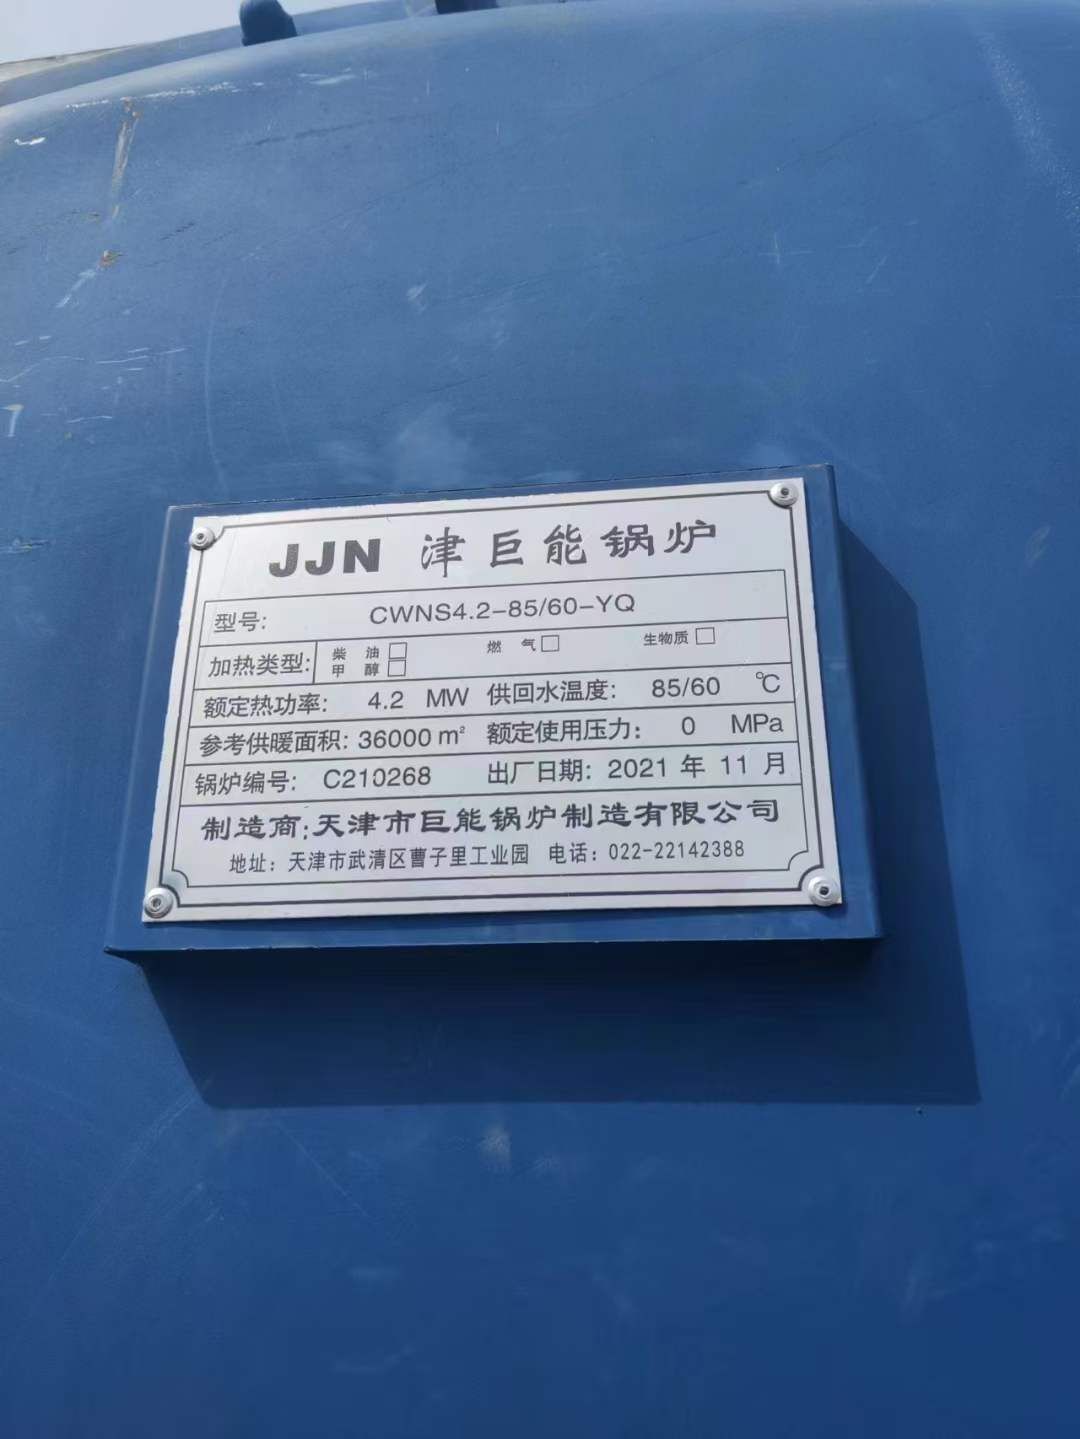 JJN 津巨能锅炉
型号: CWNS4.2-85/60-YQ
加热类型: 柴油□ 燃气□ 生物质□
甲醇□
额定热功率: 4.2 MW 供回水温度: 85/60 ℃
参考供暖面积: 36000 m² 额定使用压力: 0 MPa
锅炉编号: C210268 出厂日期: 2021 年 11 月
制造商: 天津市巨能锅炉制造有限公司
地址: 天津市武清区曹子里工业园 电话: 022-22142388